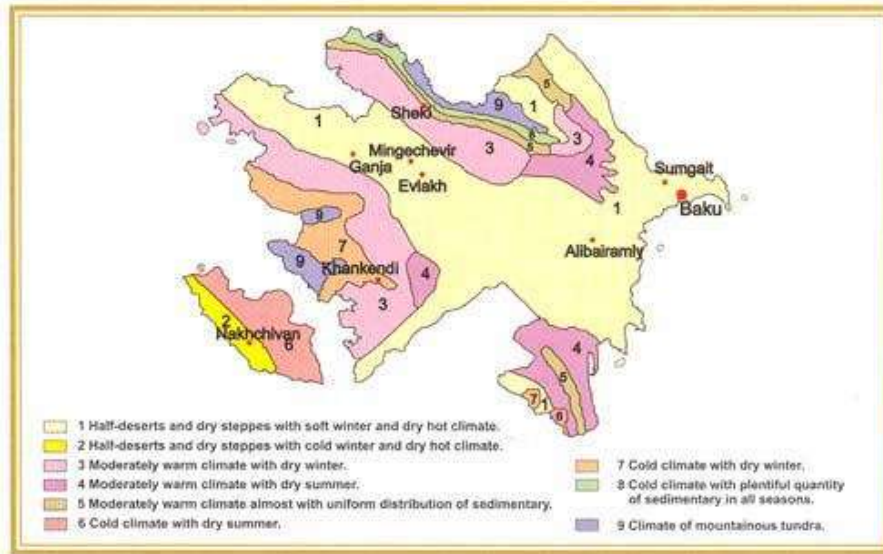 9
5
1
9
Sheki
1
8
3
Mingechevir
3
5
4
Ganja
Sumgait
Evlakh
1
Baku
9
7
Alibairamly
9
Khankendi
4
2
3
Nakhchivan
6
4
5
7
1
6
1 Half-deserts and dry steppes with soft winter and dry hot climate.
2 Half-deserts and dry steppes with cold winter and dry hot climate.
3 Moderately warm climate with dry winter.
4 Moderately warm climate with dry summer.
5 Moderately warm climate almost with uniform distribution of sedimentary.
6 Cold climate with dry summer.
7 Cold climate with dry winter.
8 Cold climate with plentiful quantity
of sedimentary in all seasons.
9 Climate of mountainous tundra.